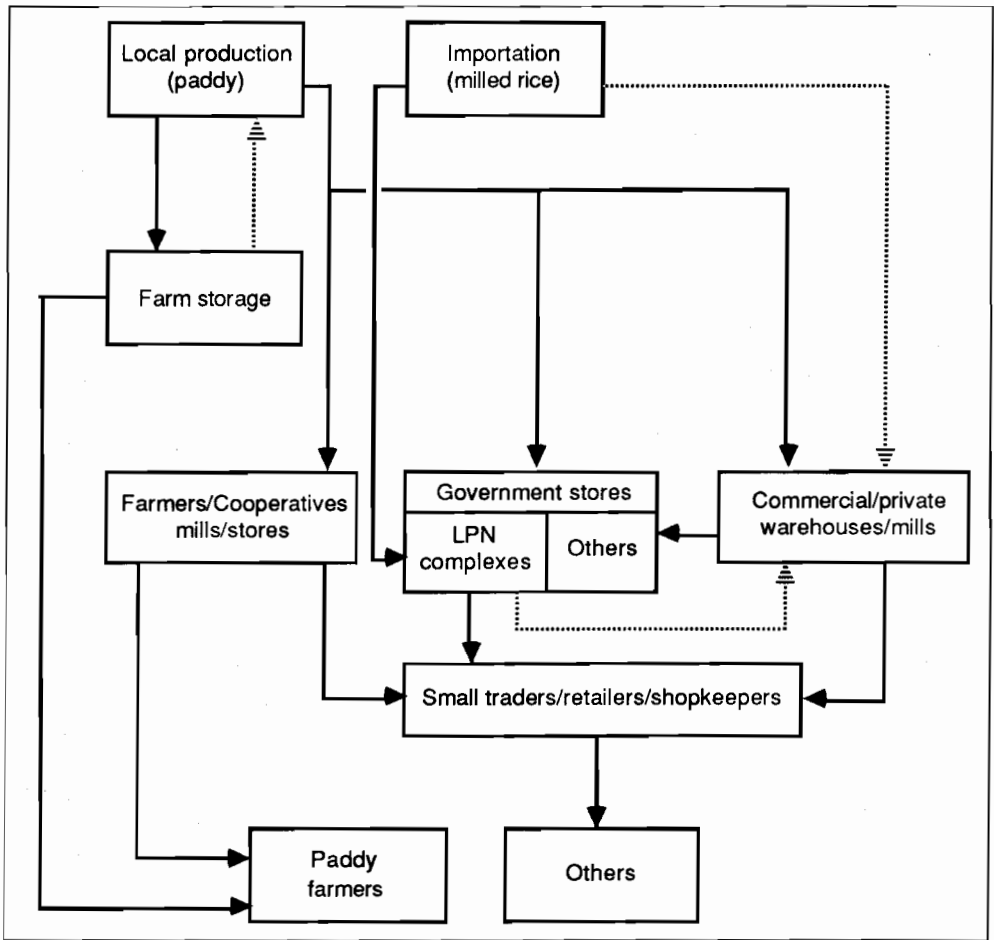 Local production
(paddy)
Importation
(milled rice)
Farm storage
Farmers/Cooperatives
mills/stores
Government stores
LPN
complexes
Others
Commercial/private
warehouses/mills
Small traders/retailers/shopkeepers
Paddy
farmers
Others